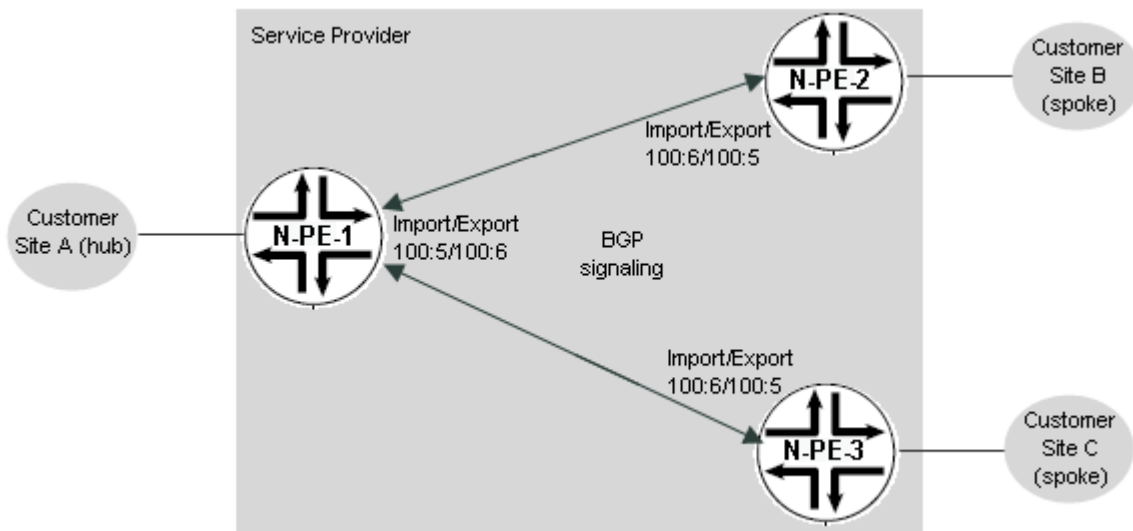 Service Provider
Customer
Site B
(spoke)
N-PE-2
Import/Export
100:6/100:5
Customer
Site A (hub)
N-PE-1
Import/Export
100:5/100:6
BGP
signaling
Import/Export
100:6/100:5
N-PE-3
Customer
Site C
(spoke)